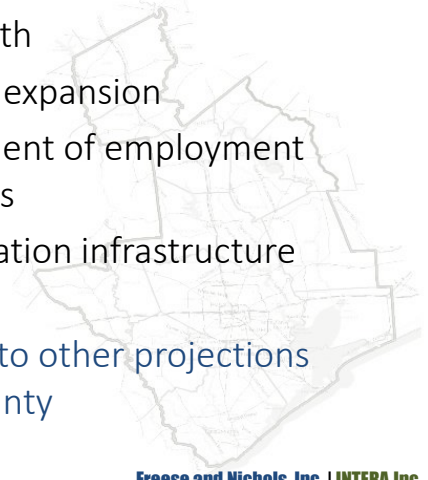 th
expansion
ent of employment
s
ation infrastructure
to other projections
nty
Freese and Nichols, Inc. | INTERA Inc